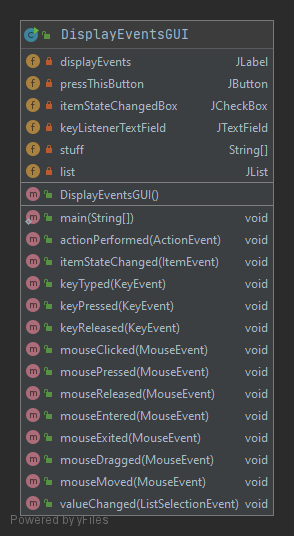 DisplayEventsGUI
displayEvents JLabel
pressThisButton JButton
itemStateChangedBox JCheckBox
keyListenerTextField JTextField
stuff String[]
list JList
DisplayEventsGUI()
main(String[]) void
actionPerformed(ActionEvent) void
itemStateChanged(ItemEvent) void
keyTyped(KeyEvent) void
keyPressed(KeyEvent) void
keyReleased(KeyEvent) void
mouseClicked(MouseEvent) void
mousePressed(MouseEvent) void
mouseReleased(MouseEvent) void
mouseEntered(MouseEvent) void
mouseExited(MouseEvent) void
mouseDragged(MouseEvent) void
mouseMoved(MouseEvent) void
valueChanged(ListSelectionEvent) void
Powered by yFiles